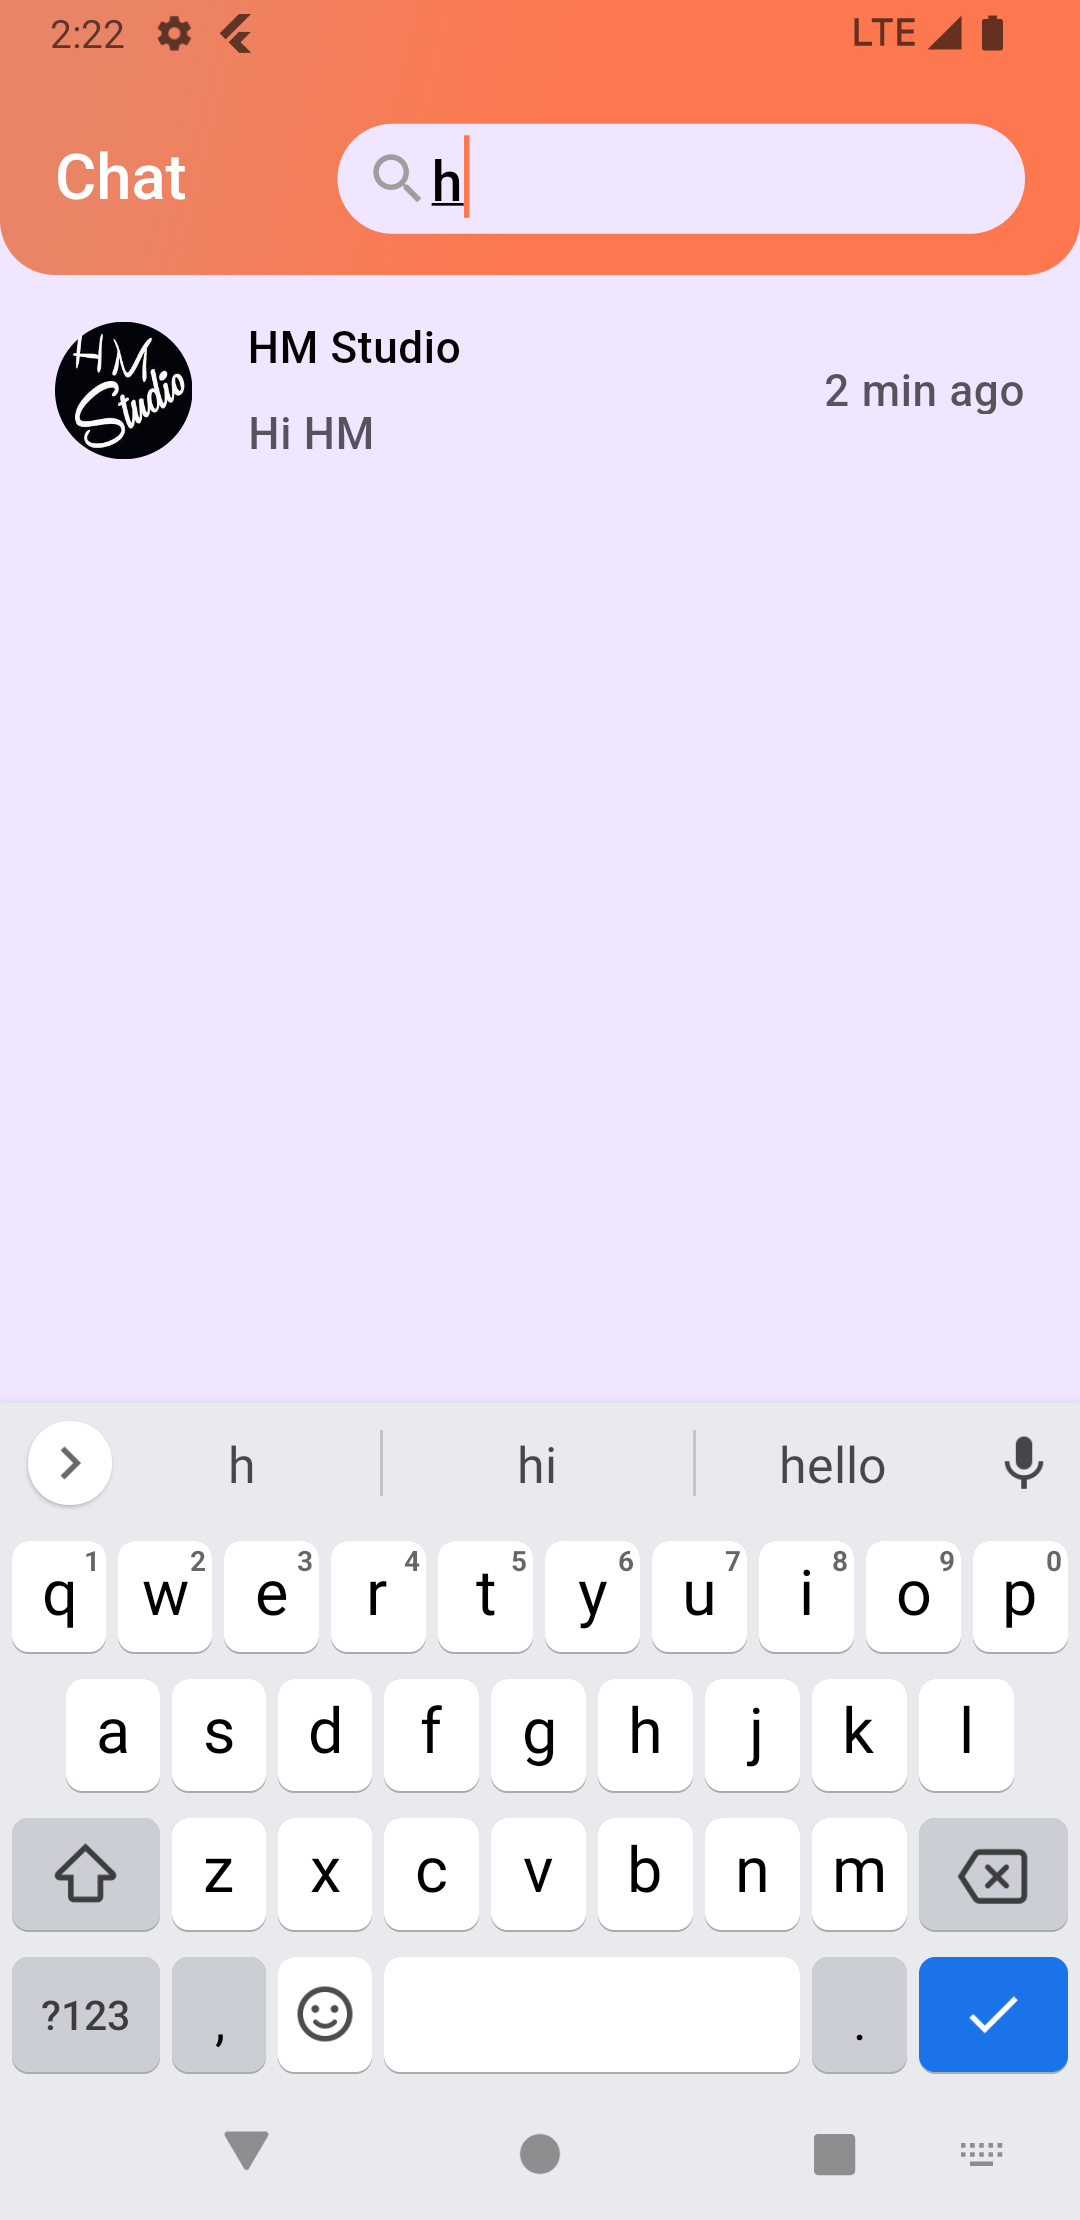 2:22 LTE
Chat h
HM Studio
HM Studio
Hi HM
2 min ago
h hi hello
q 1 w 2 e 3 r 4 t 5 y 6 u 7 i 8 o 9 p 0
a s d f g h j k l
z x c v b n m
?123 , .